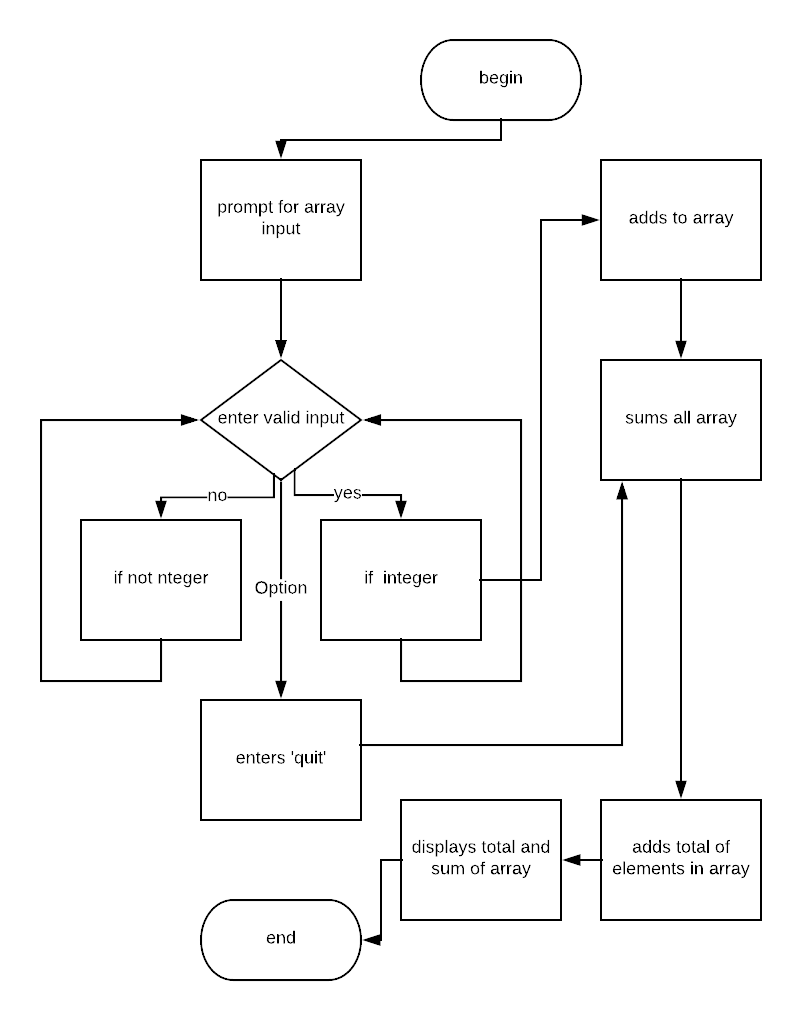 begin
prompt for array
input
adds to array
enter valid input
sums all array
no
yes
if not nteger
Option
if  integer
enters 'quit'
displays total and
sum of array
adds total of
elements in array
end